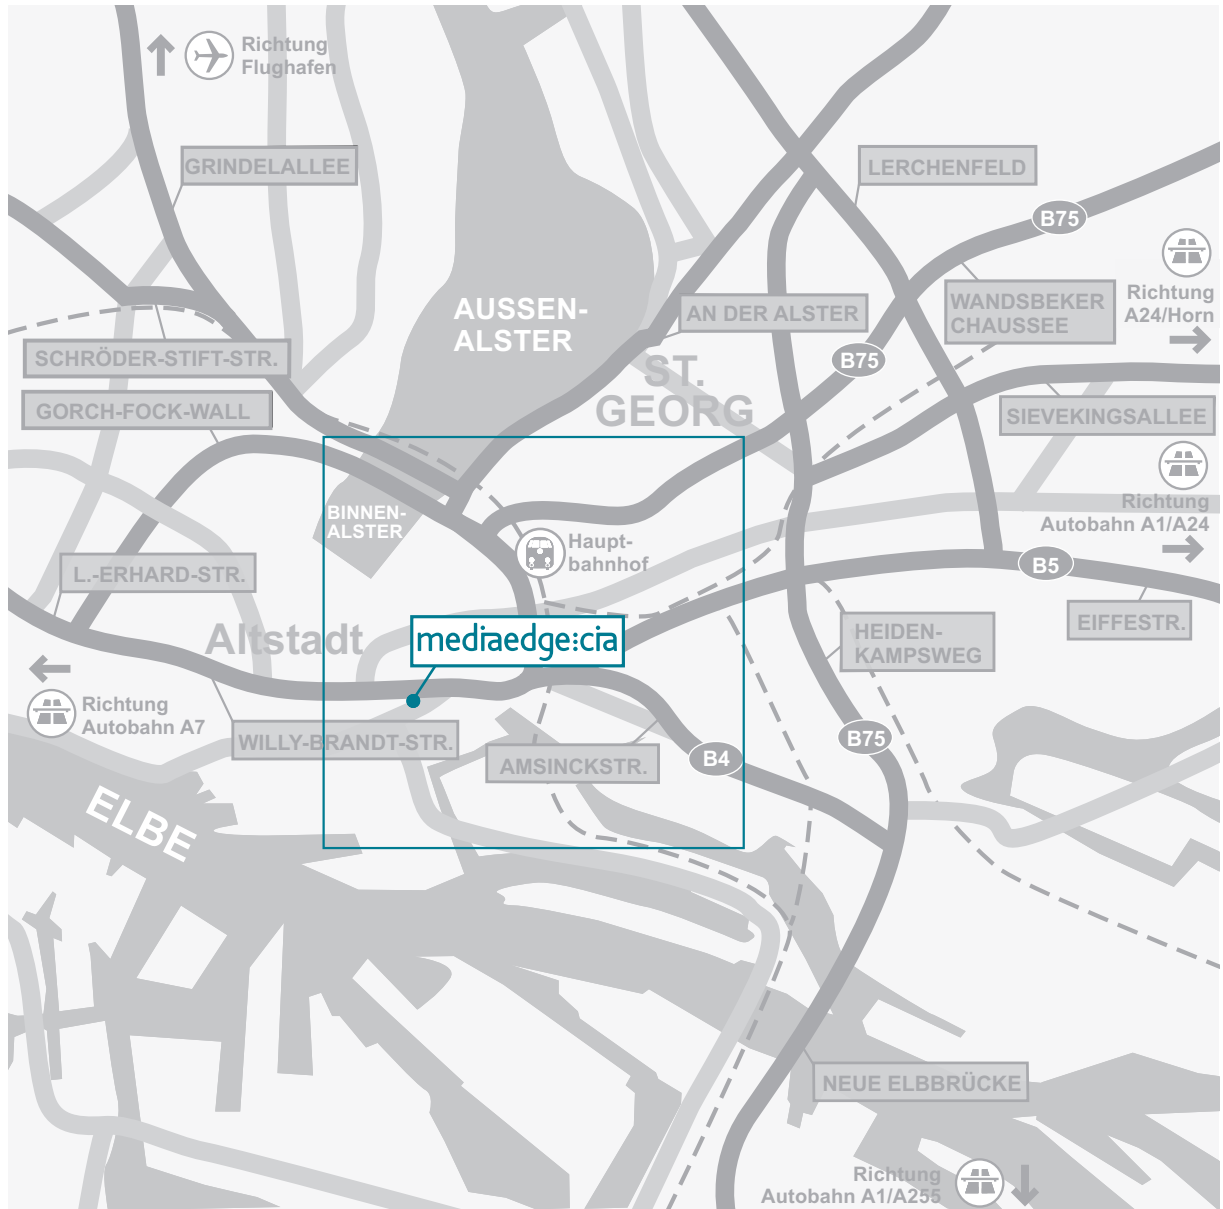 Richtung
Flughafen
GRINDELALLEE
LERCHENFELD
B75
AUSSEN-
ALSTER
AN DER ALSTER
WANDSBEKER
CHAUSSEE
Richtung
A24/Horn
SCHRÖDER-STIFT-STR.
B75
ST.
GEORG
GORCH-FOCK-WALL
SIEVEKINGSALLEE
BINNEN-
ALSTER
Richtung
Autobahn A1/A24
Haupt-
bahnhof
L.-ERHARD-STR.
B5
EIFFESTR.
Altstadt
mediaedge:cia
HEIDEN-
KAMPSWEG
Richtung
Autobahn A7
WILLY-BRANDT-STR.
AMSINCKSTR.
B4
B75
ELBE
NEUE ELBBRÜCKE
Richtung
Autobahn A1/A255